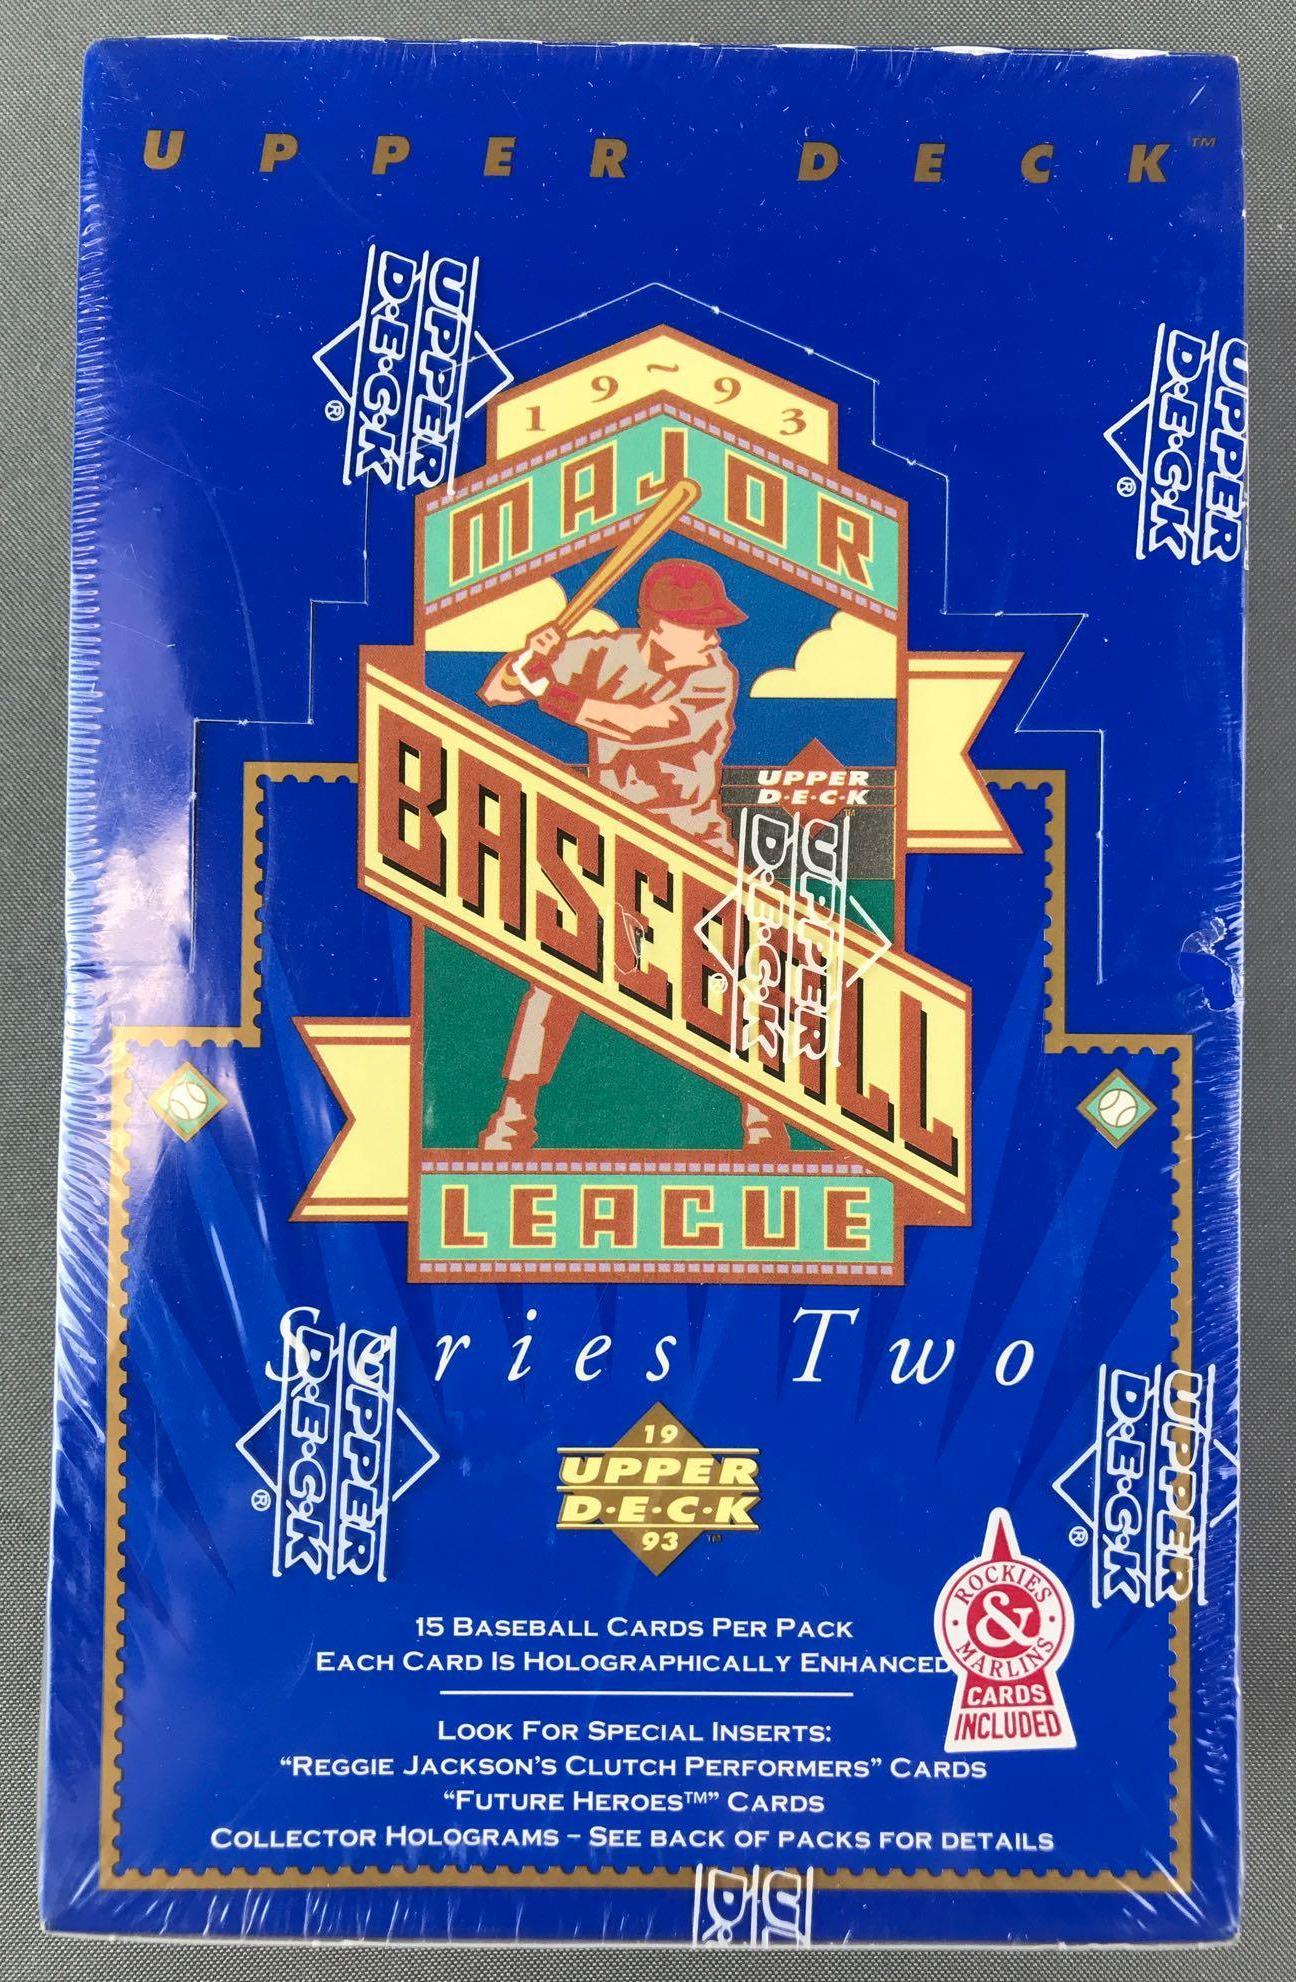 UPPER DECK™
UPPER
D·E·C·K
®
UPPER
D·E·C·K
®
19~93
MAJOR
BASEBALL
UPPER
D·E·C·K
™
UPPER
D·E·C·K
®
LEAGUE
Series Two
UPPER
D·E·C·K
®
UPPER
D·E·C·K
®
19
UPPER
D·E·C·K
93 ™
ROCKIES
&
MARLINS
CARDS
INCLUDED
15 BASEBALL CARDS PER PACK
EACH CARD IS HOLOGRAPHICALLY ENHANCED
LOOK FOR SPECIAL INSERTS:
“REGGIE JACKSON'S CLUTCH PERFORMERS” CARDS
“FUTURE HEROES™” CARDS
COLLECTOR HOLOGRAMS – SEE BACK OF PACKS FOR DETAILS
U
D·